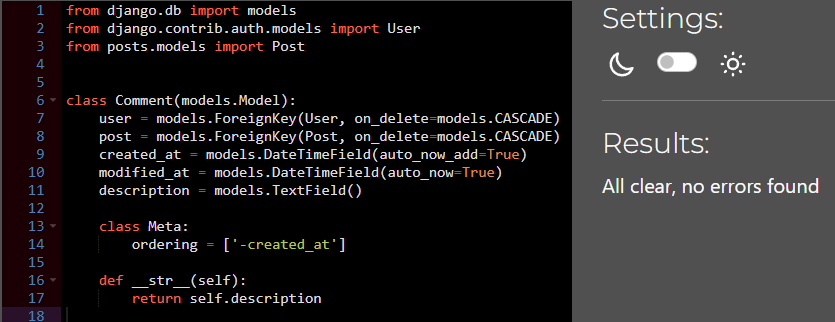 1 from django.db import models
2 from django.contrib.auth.models import User
3 from posts.models import Post
4
5
6 class Comment(models.Model):
7     user = models.ForeignKey(User, on_delete=models.CASCADE)
8     post = models.ForeignKey(Post, on_delete=models.CASCADE)
9     created_at = models.DateTimeField(auto_now_add=True)
10     modified_at = models.DateTimeField(auto_now=True)
11     description = models.TextField()
12
13     class Meta:
14         ordering = ['-created_at']
15
16     def __str__(self):
17         return self.description
18
Settings:
Results:
All clear, no errors found